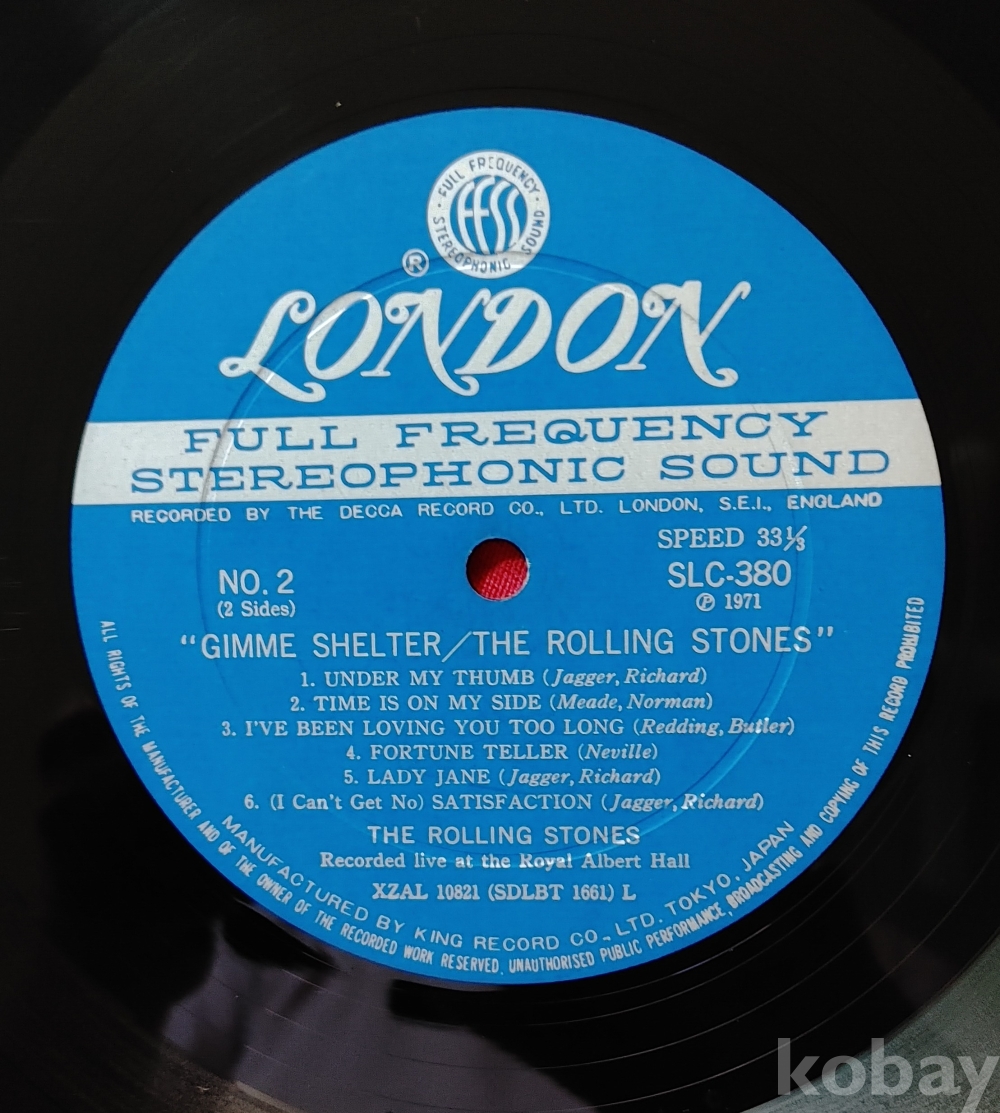 · FULL FREQUENCY ·
ffss
STEREOPHONIC SOUND
®
LONDON
FULL FREQUENCY
STEREOPHONIC SOUND
RECORDED BY THE DECCA RECORD CO., LTD. LONDON, S.E.I., ENGLAND
SPEED 33⅓
NO. 2
SLC-380
(2 Sides)
℗ 1971
"GIMME SHELTER/THE ROLLING STONES"
1. UNDER MY THUMB (Jagger, Richard)
2. TIME IS ON MY SIDE (Meade, Norman)
3. I'VE BEEN LOVING YOU TOO LONG (Redding, Butler)
4. FORTUNE TELLER (Neville)
5. LADY JANE (Jagger, Richard)
6. (I Can't Get No) SATISFACTION (Jagger, Richard)
THE ROLLING STONES
Recorded live at the Royal Albert Hall
XZAL 10821 (SDLBT 1661) L
MANUFACTURED BY KING RECORD CO., LTD. TOKYO. JAPAN
ALL RIGHTS OF THE MANUFACTURER AND OF THE OWNER OF THE RECORDED WORK RESERVED. UNAUTHORISED PUBLIC PERFORMANCE, BROADCASTING AND COPYING OF THIS RECORD PROHIBITED
kobay